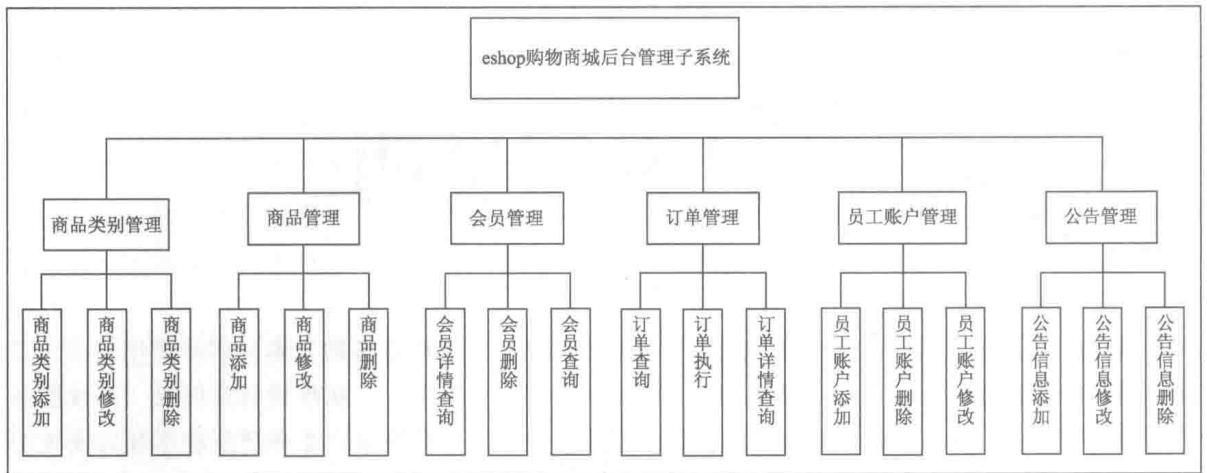 eshop购物商城后台管理子系统
商品类别管理
商品管理
会员管理
订单管理
员工账户管理
公告管理
商品类别添加
商品类别修改
商品类别删除
商品添加
商品修改
商品删除
会员详情查询
会员删除
会员查询
订单查询
订单执行
订单详情查询
员工账户添加
员工账户删除
员工账户修改
公告信息添加
公告信息修改
公告信息删除